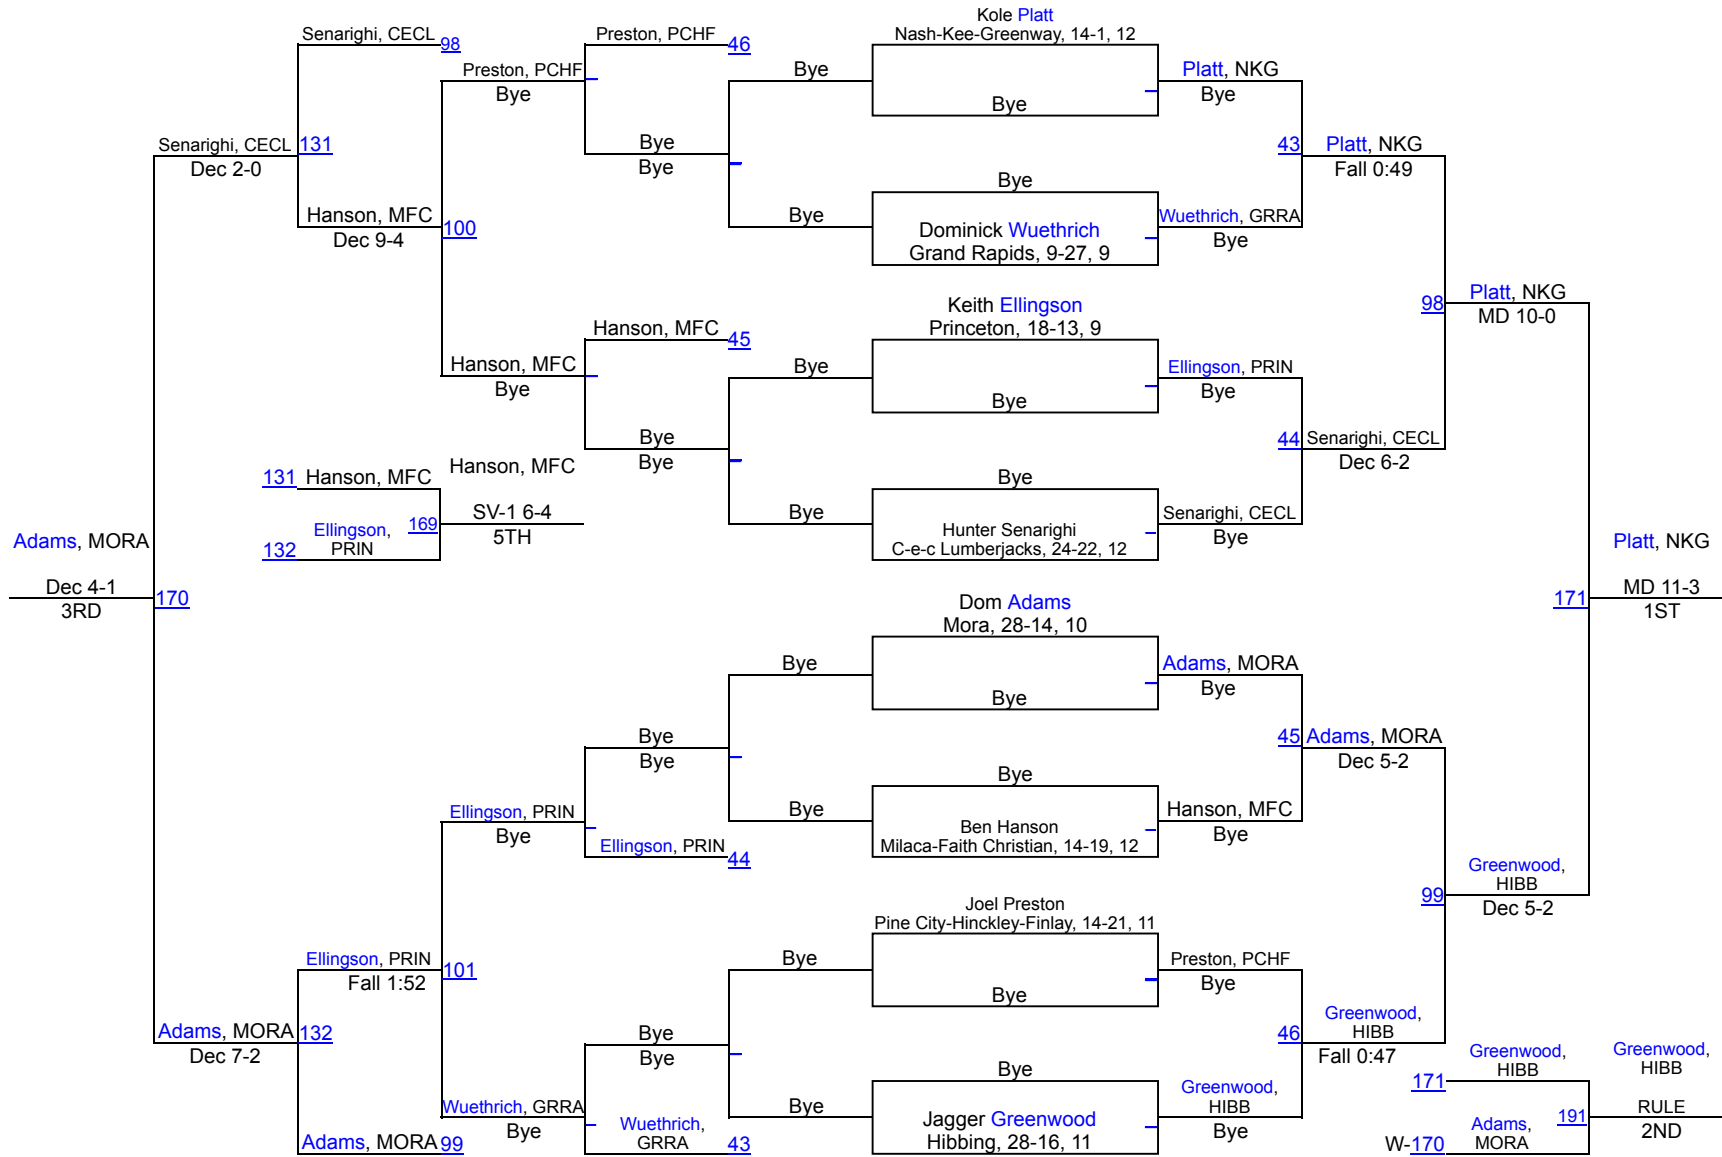 Kole Platt
Nash-Kee-Greenway, 14-1, 12
Senarighi, CECL
98
Preston, PCHF
46
Preston, PCHF
Bye
Bye
Bye
Platt, NKG
Bye
Senarighi, CECL
131
Dec 2-0
Bye
Bye
43
Platt, NKG
Fall 0:49
Bye
Hanson, MFC
100
Dec 9-4
Bye
Dominick Wuethrich
Grand Rapids, 9-27, 9
Wuethrich, GRRA
Bye
Keith Ellingson
Princeton, 18-13, 9
98
Platt, NKG
MD 10-0
Hanson, MFC
45
Hanson, MFC
Bye
Bye
Bye
Ellingson, PRIN
Bye
Bye
Bye
44
Senarighi, CECL
Dec 6-2
131
Hanson, MFC
Hanson, MFC
Bye
SV-1 6-4
5TH
169
Ellingson,
PRIN
132
Bye
Hunter Senarighi
C-e-c Lumberjacks, 24-22, 12
Senarighi, CECL
Bye
Adams, MORA
Dec 4-1
3RD
170
Platt, NKG
171
MD 11-3
1ST
Dom Adams
Mora, 28-14, 10
Bye
Bye
Adams, MORA
Bye
Bye
Bye
45
Adams, MORA
Dec 5-2
Bye
Ellingson, PRIN
Bye
Ellingson, PRIN
44
Bye
Ben Hanson
Milaca-Faith Christian, 14-19, 12
Hanson, MFC
Bye
99
Greenwood,
HIBB
Dec 5-2
Joel Preston
Pine City-Hinckley-Finlay, 14-21, 11
Ellingson, PRIN
101
Fall 1:52
Bye
Bye
Preston, PCHF
Bye
Adams, MORA
132
Dec 7-2
Bye
Bye
46
Greenwood,
HIBB
Fall 0:47
Bye
Wuethrich, GRRA
Bye
Wuethrich,
GRRA
43
Adams, MORA
99
Bye
Jagger Greenwood
Hibbing, 28-16, 11
Greenwood,
HIBB
Bye
171
Greenwood,
HIBB
Greenwood,
HIBB
191
RULE
2ND
Adams,
MORA
W-170